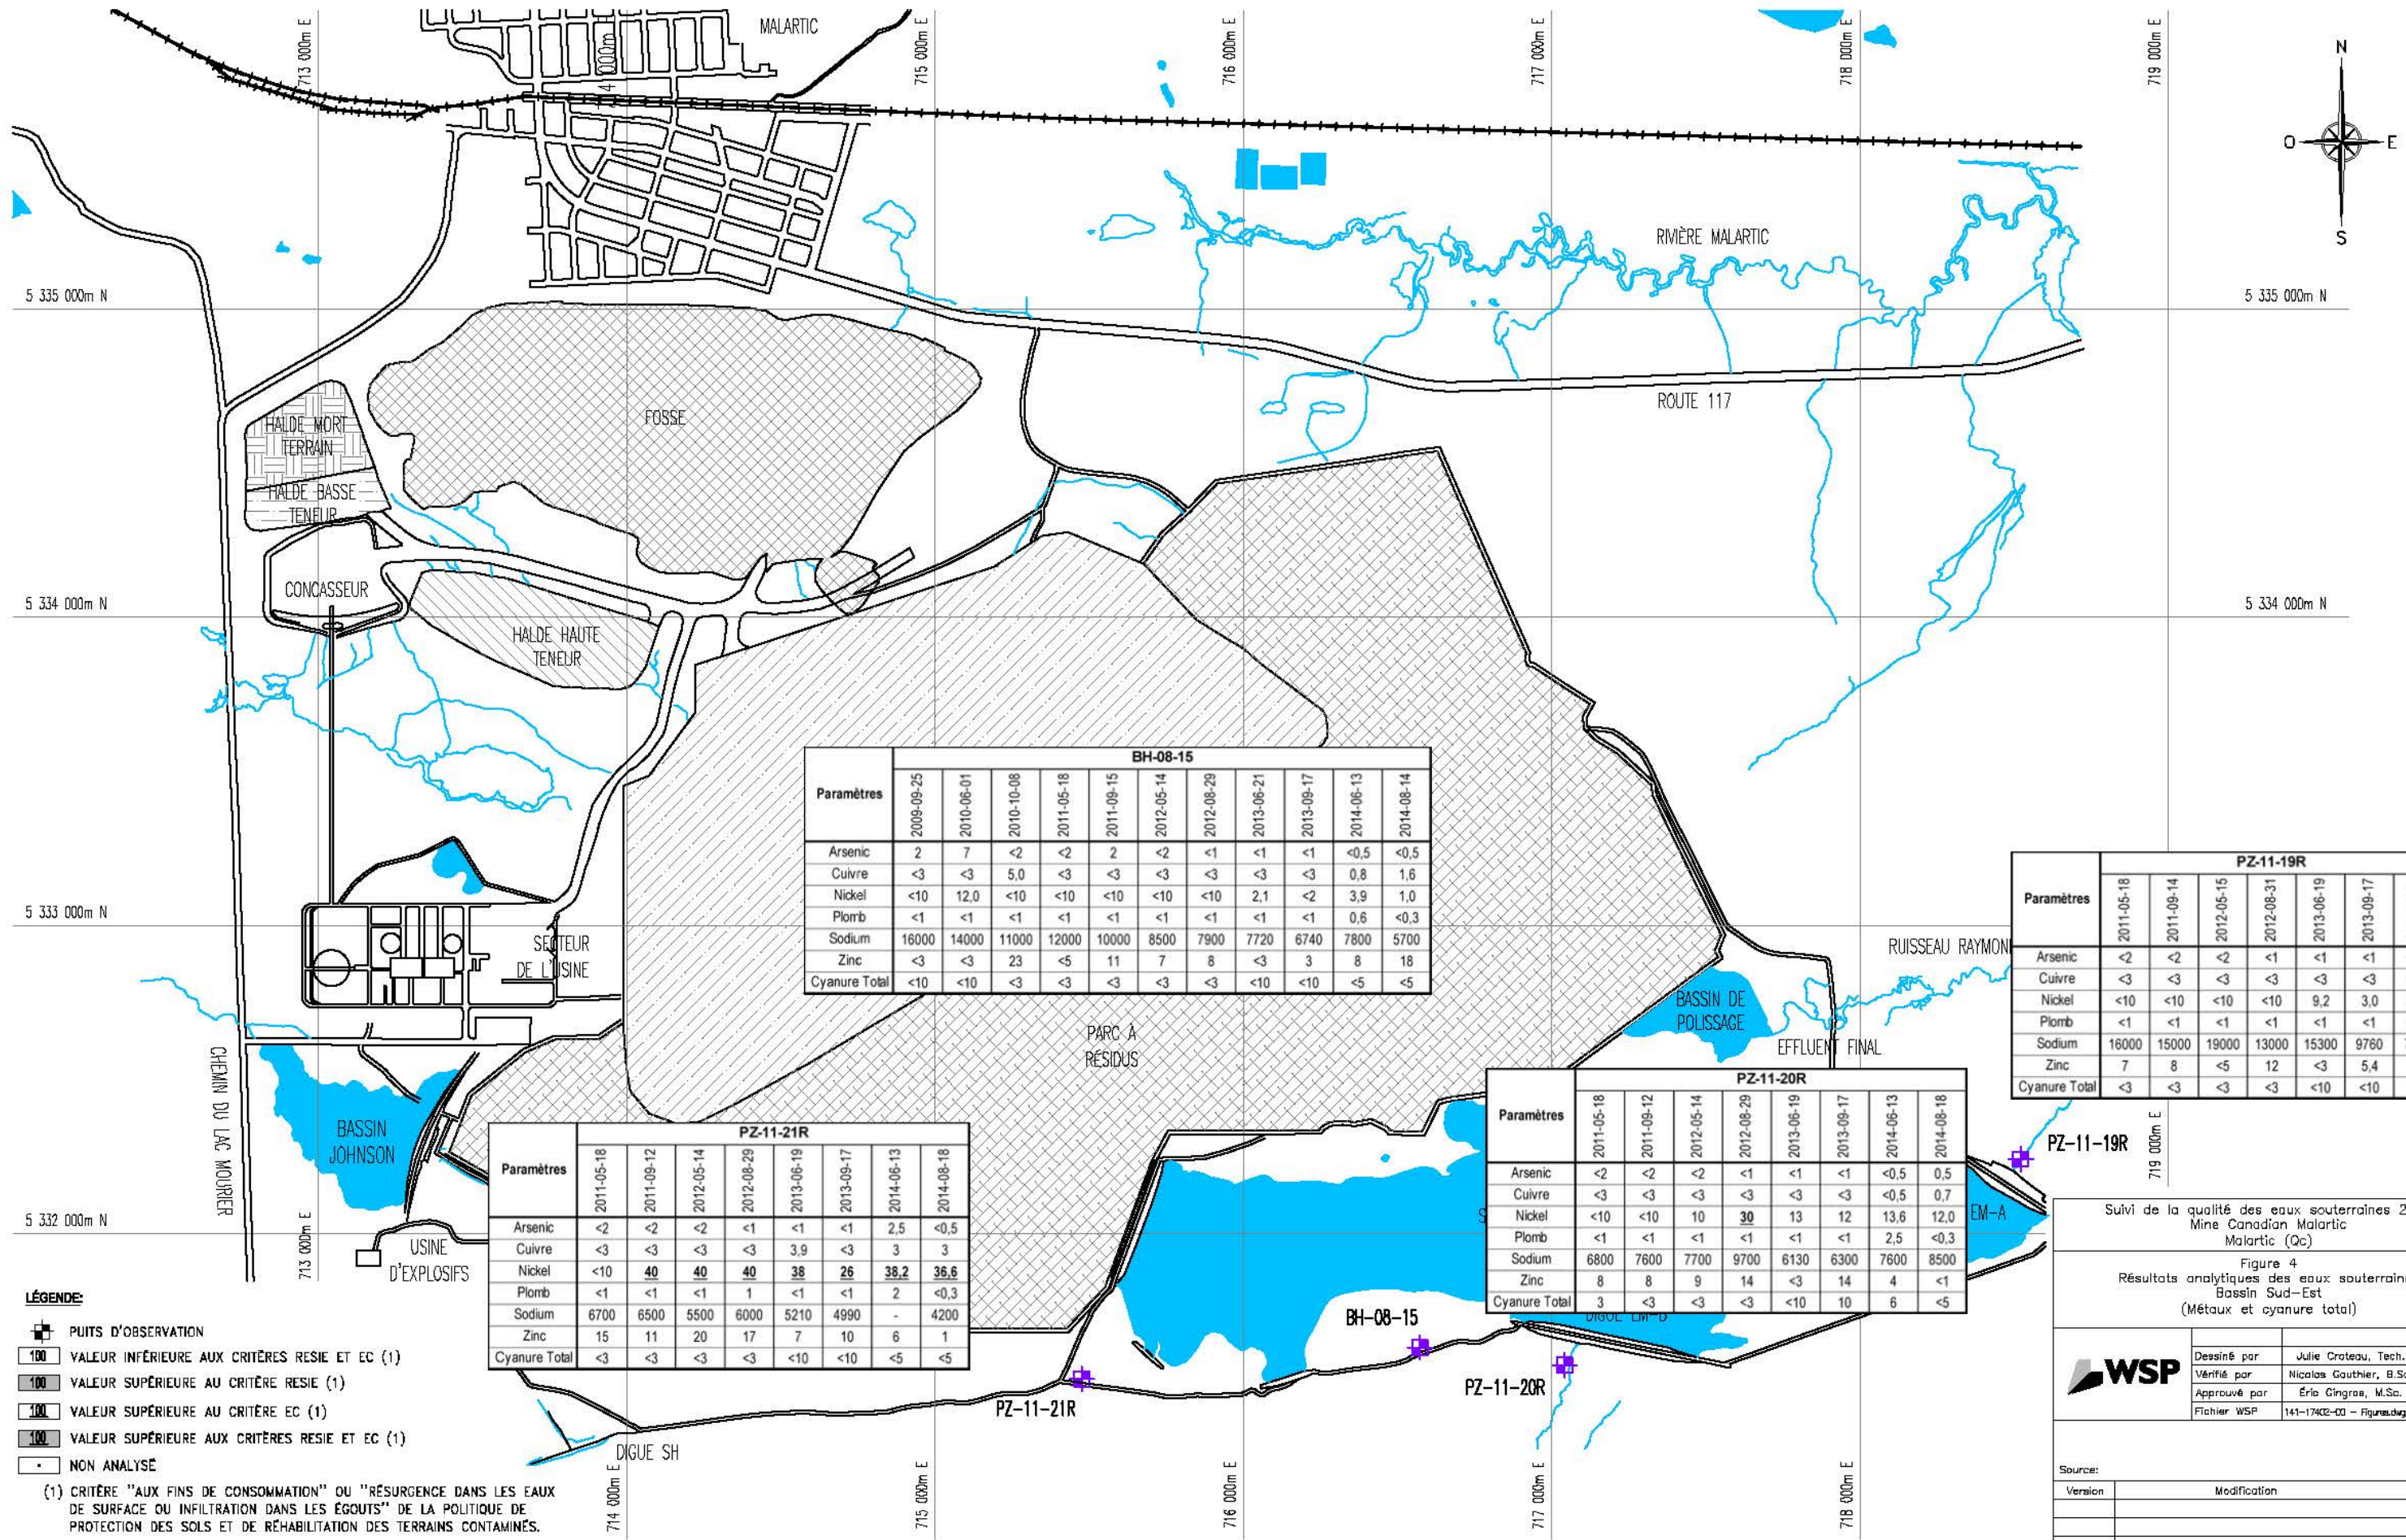 MALARTIC
713 000m E
715 000m E
716 000m E
717 000m E
718 000m E
719 000m E
N
O
E
S
RIVIÈRE MALARTIC
5 335 000m N
5 335 000m N
ROUTE 117
FOSSE
HALDE MORT
TERRAIN
HALDE BASSE
TENEUR
CONCASSEUR
5 334 000m N
5 334 000m N
HALDE HAUTE
TENEUR
BH-08-15
Paramètres 2009-09-25 2010-06-01 2010-10-08 2011-05-18 2011-09-15 2012-05-14 2012-08-29 2013-06-21 2013-09-17 2014-06-13 2014-08-14
Arsenic 2 7 <2 <2 2 <2 <1 <1 <1 <0,5 <0,5
Cuivre <3 <3 5,0 <3 <3 <3 <3 <3 <3 0,8 1,6
Nickel <10 12,0 <10 <10 <10 <10 <10 2,1 <2 3,9 1,0
Plomb <1 <1 <1 <1 <1 <1 <1 <1 <1 0,6 <0,3
Sodium 16000 14000 11000 12000 10000 8500 7900 7720 6740 7800 5700
Zinc <3 <3 23 <5 11 7 8 <3 3 8 18
Cyanure Total <10 <10 <3 <3 <3 <3 <3 <10 <10 <5 <5
5 333 000m N
SECTEUR
DE L'USINE
PARC À
RÉSIDUS
BASSIN DE
POLISSAGE
RUISSEAU
EFFLUENT FINAL
PZ-11-19R
Paramètres 2011-05-18 2011-09-14 2012-05-15 2012-08-31 2013-06-19 2013-09-17
Arsenic <2 <2 <2 <1 <1 <1
Cuivre <3 <3 <3 <3 <3 <3
Nickel <10 <10 <10 <10 9,2 3,0
Plomb <1 <1 <1 <1 <1 <1
Sodium 16000 15000 19000 13000 15300 9760
Zinc 7 8 <5 12 <3 5,4
Cyanure Total <3 <3 <3 <3 <10 <10
PZ-11-19R
719 000m E
CHEMIN DU LAC MOURIER
BASSIN
JOHNSON
5 332 000m N
713 000m E
USINE
D'EXPLOSIFS
PZ-11-21R
Paramètres 2011-05-18 2011-09-12 2012-05-14 2012-08-29 2013-06-19 2013-09-17 2014-06-13 2014-08-18
Arsenic <2 <2 <2 <1 <1 <1 2,5 <0,5
Cuivre <3 <3 <3 <3 3,9 <3 3 3
Nickel <10 40 40 40 38 26 38,2 36,6
Plomb <1 <1 <1 1 <1 <1 2 <0,3
Sodium 6700 6500 5500 6000 5210 4990 - 4200
Zinc 15 11 20 17 7 10 6 1
Cyanure Total <3 <3 <3 <3 <10 <10 <5 <5
PZ-11-20R
Paramètres 2011-05-18 2011-09-12 2012-05-14 2012-08-29 2013-06-19 2013-09-17 2014-06-13 2014-08-18
Arsenic <2 <2 <2 <1 <1 <1 <0,5 0,5
Cuivre <3 <3 <3 <3 <3 <3 <0,5 0,7
Nickel <10 <10 10 30 13 12 13,6 12,0
Plomb <1 <1 <1 <1 <1 <1 2,5 <0,3
Sodium 6800 7600 7700 9700 6130 6300 7600 8500
Zinc 8 8 9 14 <3 14 4 <1
Cyanure Total 3 <3 <3 <3 <10 10 6 <5
EM-A
BH-08-15
PZ-11-20R
PZ-11-21R
DIGUE SH
714 000m E
715 000m E
716 000m E
717 000m E
718 000m E
LÉGENDE:
PUITS D'OBSERVATION
100 VALEUR INFÉRIEURE AUX CRITÈRES RESIE ET EC (1)
100 VALEUR SUPÉRIEURE AU CRITÈRE RESIE (1)
100 VALEUR SUPÉRIEURE AU CRITÈRE EC (1)
100 VALEUR SUPÉRIEURE AUX CRITÈRES RESIE ET EC (1)
- NON ANALYSÉ
(1) CRITÈRE "AUX FINS DE CONSOMMATION" OU "RÉSURGENCE DANS LES EAUX
DE SURFACE OU INFILTRATION DANS LES ÉGOUTS" DE LA POLITIQUE DE
PROTECTION DES SOLS ET DE RÉHABILITATION DES TERRAINS CONTAMINÉS.
Suivi de la qualité des eaux souterraines
Mine Canadian Malartic
Malartic (Qc)
Figure 4
Résultats analytiques des eaux
Bassin Sud-Est
(Métaux et cyanure total)
WSP
Dessiné par Julie Croteau, Tech.
Vérifié par Nicolas Gauthier,
Approuvé par Éric Gingras, M.Sc.
Fichier WSP 141-17402-00 - Figures.dwg
Source:
Version Modification